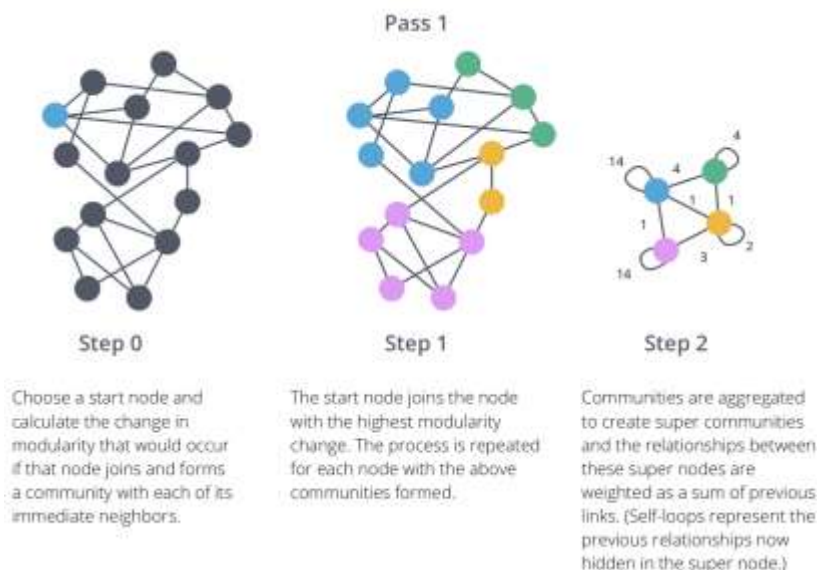 Pass 1
14
4
4
1
1
1
2
3
14
Step 0
Step 1
Step 2
Choose a start node and
calculate the change in
modularity that would occur
if that node joins and forms
a community with each of its
immediate neighbors.
The start node joins the node
with the highest modularity
change. The process is repeated
for each node with the above
communities formed.
Communities are aggregated
to create super communities
and the relationships between
these super nodes are
weighted as a sum of previous
links. (Self-loops represent the
previous relationships now
hidden in the super node.)